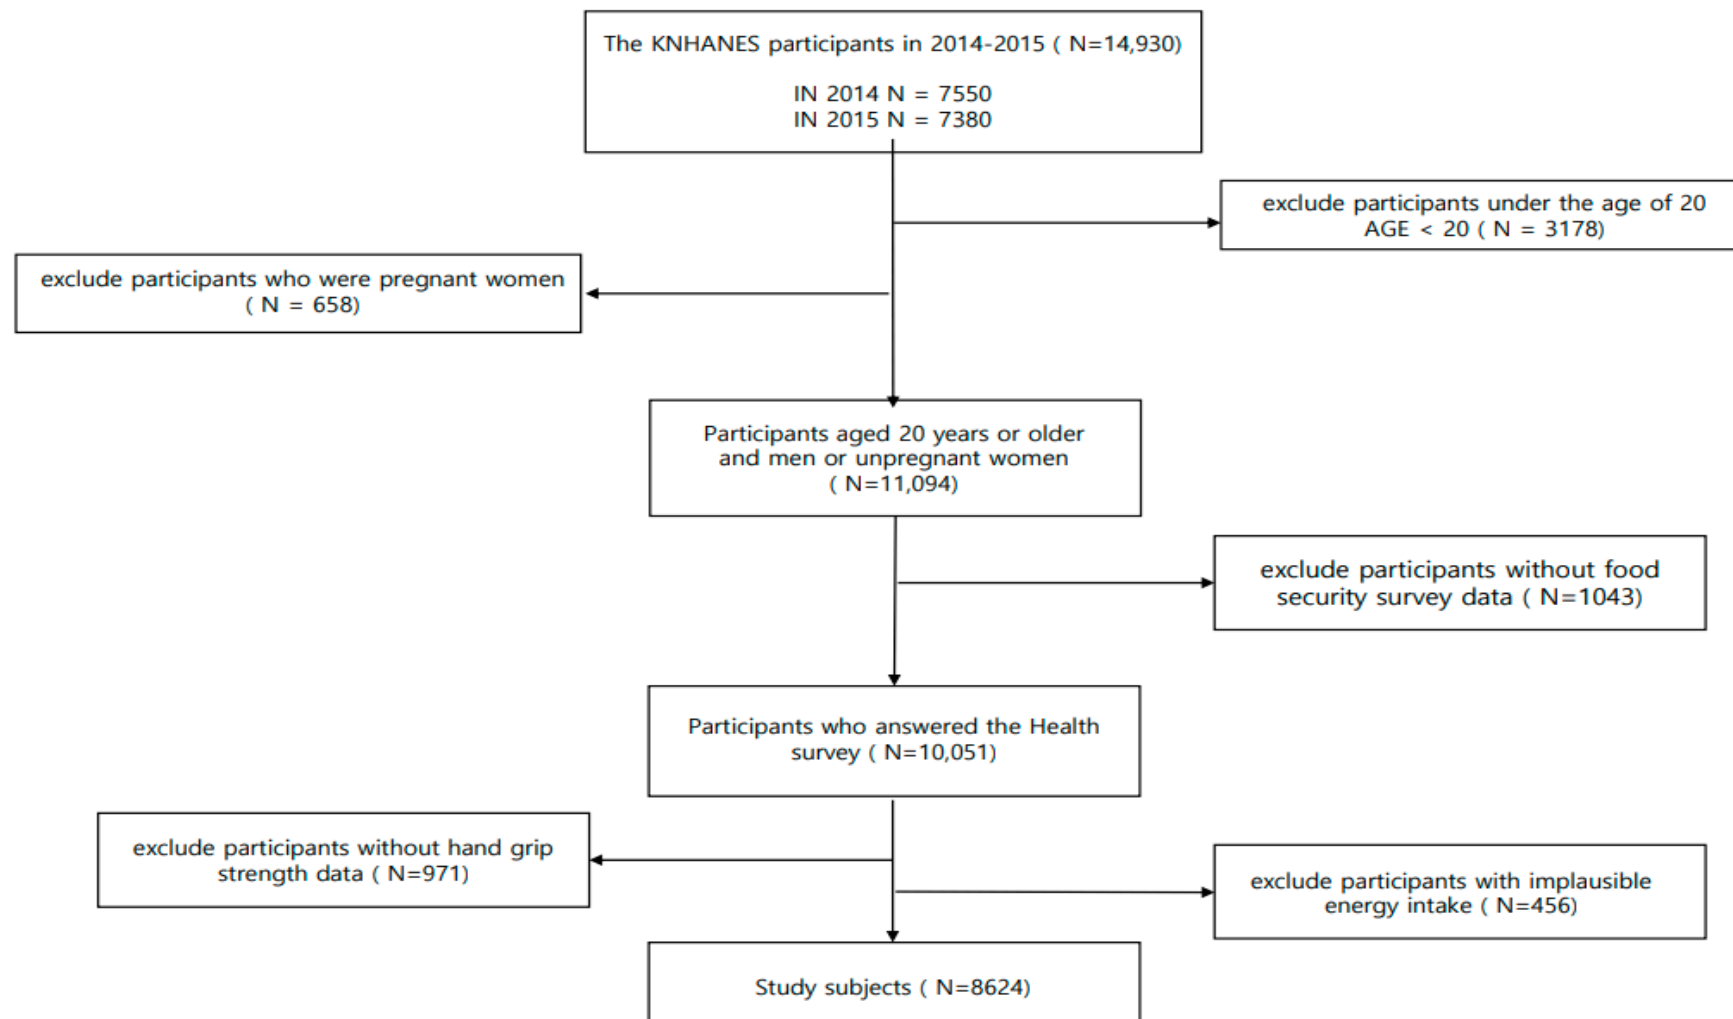 The KNHANES participants in 2014-2015 ( N=14,930)
IN 2014 N = 7550
IN 2015 N = 7380
exclude participants under the age of 20
AGE < 20 ( N = 3178)
exclude participants who were pregnant women
( N = 658)
Participants aged 20 years or older
and men or unpregnant women
( N=11,094)
exclude participants without food
security survey data ( N=1043)
Participants who answered the Health
survey ( N=10,051)
exclude participants without hand grip
strength data ( N=971)
exclude participants with implausible
energy intake ( N=456)
Study subjects ( N=8624)